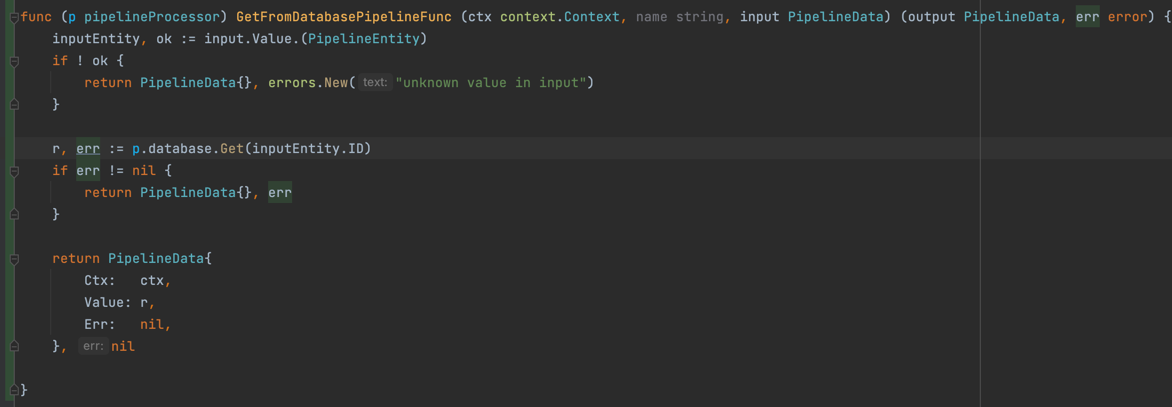 func (p pipelineProcessor) GetFromDatabasePipelineFunc (ctx context.Context, name string, input PipelineData) (output PipelineData, err error) {
    inputEntity, ok := input.Value.(PipelineEntity)
    if ! ok {
        return PipelineData{}, errors.New( text: "unknown value in input")
    }

    r, err := p.database.Get(inputEntity.ID)
    if err != nil {
        return PipelineData{}, err
    }

    return PipelineData{
        Ctx:   ctx,
        Value: r,
        Err:   nil,
    }, err: nil

}